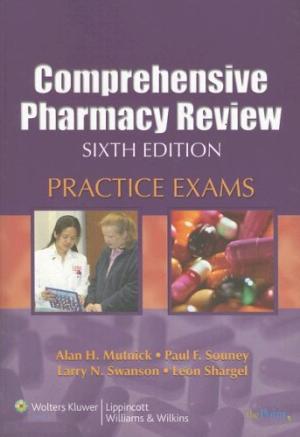 Comprehensive
Pharmacy Review
SIXTH EDITION
PRACTICE EXAMS
Alan H. Mutnick • Paul F. Souney
Larry N. Swanson • Leon Shargel
Wolters Kluwer
Lippincott
Williams & Wilkins
thePoint